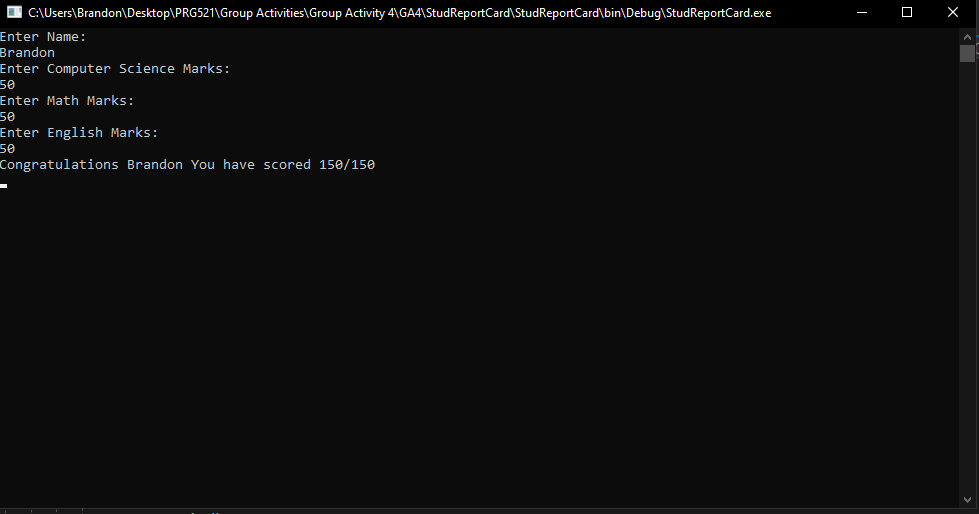 C:\Users\Brandon\Desktop\PRG521\Group Activities\Group Activity 4\GA4\StudReportCard\StudReportCard\bin\Debug\StudReportCard.exe
Enter Name:
Brandon
Enter Computer Science Marks:
50
Enter Math Marks:
50
Enter English Marks:
50
Congratulations Brandon You have scored 150/150